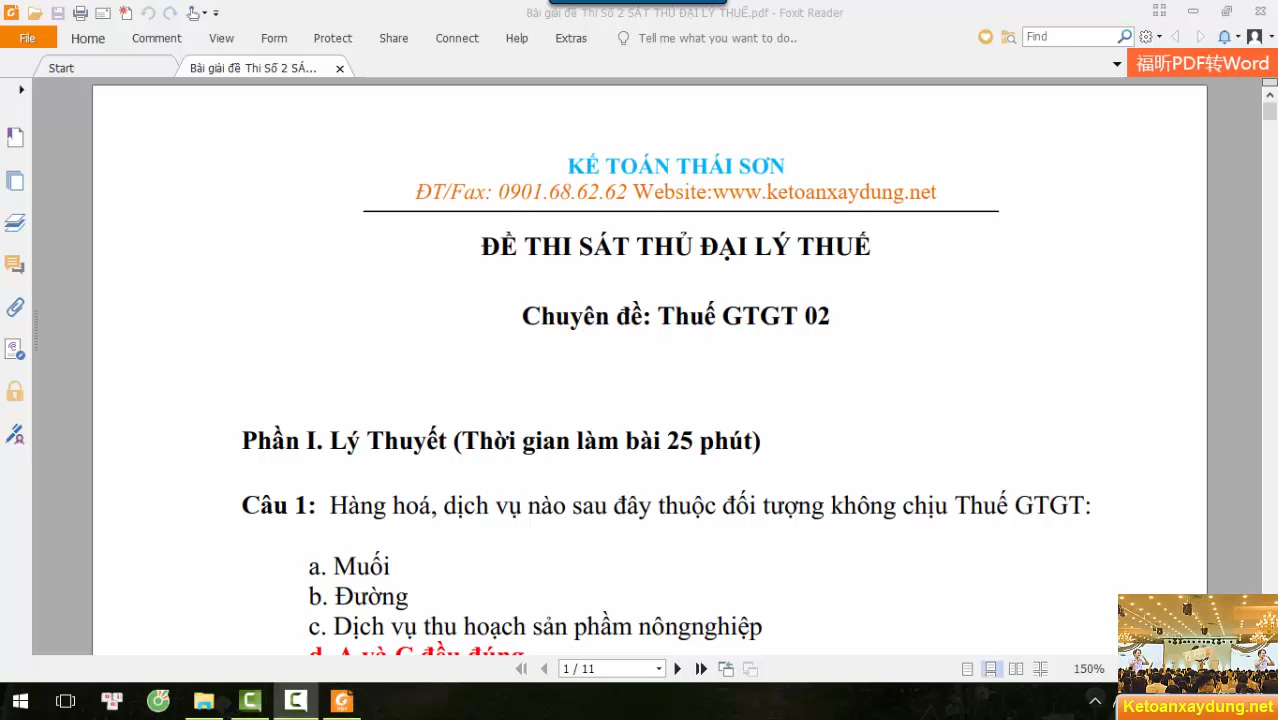 Bài giải đề Thi Số 2 SÁT THỦ ĐẠI LÝ THUẾ.pdf - Foxit Reader
File Home Comment View Form Protect Share Connect Help Extras Tell me what you want to do.. Find
Start Bài giải đề Thi Số 2 SÁ... 福昕PDF转Word
KẾ TOÁN THÁI SƠN
ĐT/Fax: 0901.68.62.62 Website:www.ketoanxaydung.net
ĐỀ THI SÁT THỦ ĐẠI LÝ THUẾ
Chuyên đề: Thuế GTGT 02
Phần I. Lý Thuyết (Thời gian làm bài 25 phút)
Câu 1: Hàng hoá, dịch vụ nào sau đây thuộc đối tượng không chịu Thuế GTGT:
a. Muối
b. Đường
c. Dịch vụ thu hoạch sản phầm nôngnghiệp
d. A và C đều đúng
1 / 11 150%
Ketoanxaydung.net